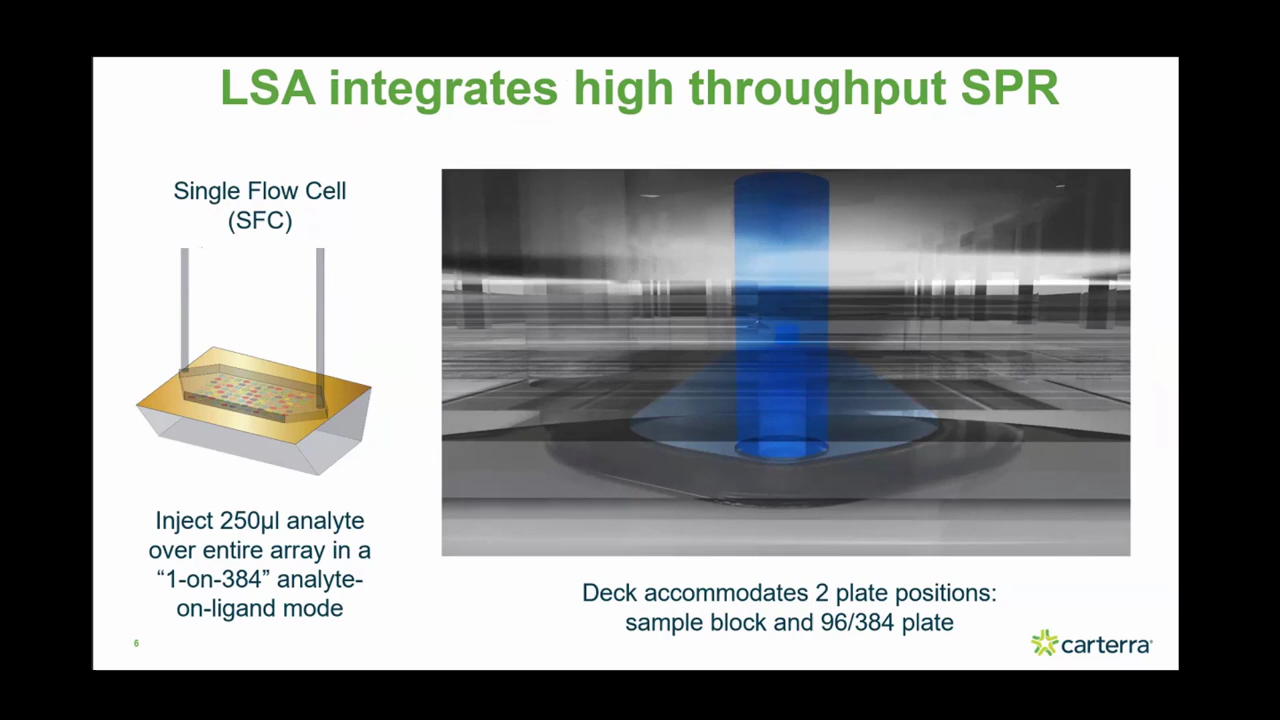 LSA integrates high throughput SPR
Single Flow Cell
(SFC)
Inject 250µl analyte
over entire array in a
“1-on-384” analyte-
on-ligand mode
Deck accommodates 2 plate positions:
sample block and 96/384 plate
6
carterra®